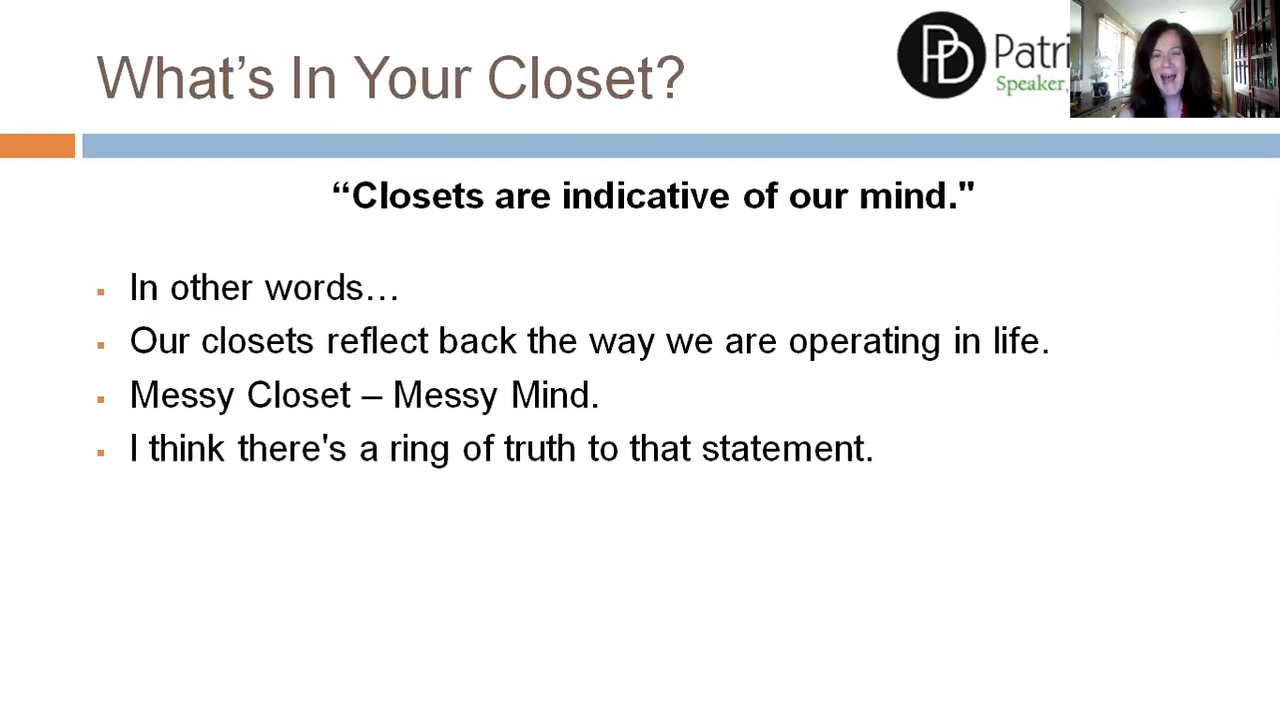 What’s In Your Closet?
PD
Patri
Speaker,
“Closets are indicative of our mind."
In other words…
Our closets reflect back the way we are operating in life.
Messy Closet – Messy Mind.
I think there's a ring of truth to that statement.